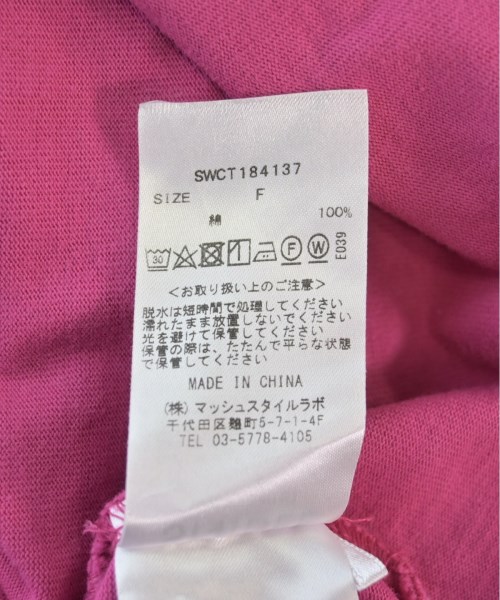 SWCT184137
SIZE F
綿 100%
30 F W E039
<お取り扱い上のご注意>
脱水は短時間で処理してください
濡れたまま放置しないでください
光を避けて保管してください
保管の際は、たたんで平らな状態
で保管してください
MADE IN CHINA
(株) マッシュスタイルラボ
千代田区麹町5-7-1-4F
TEL 03-5778-4105